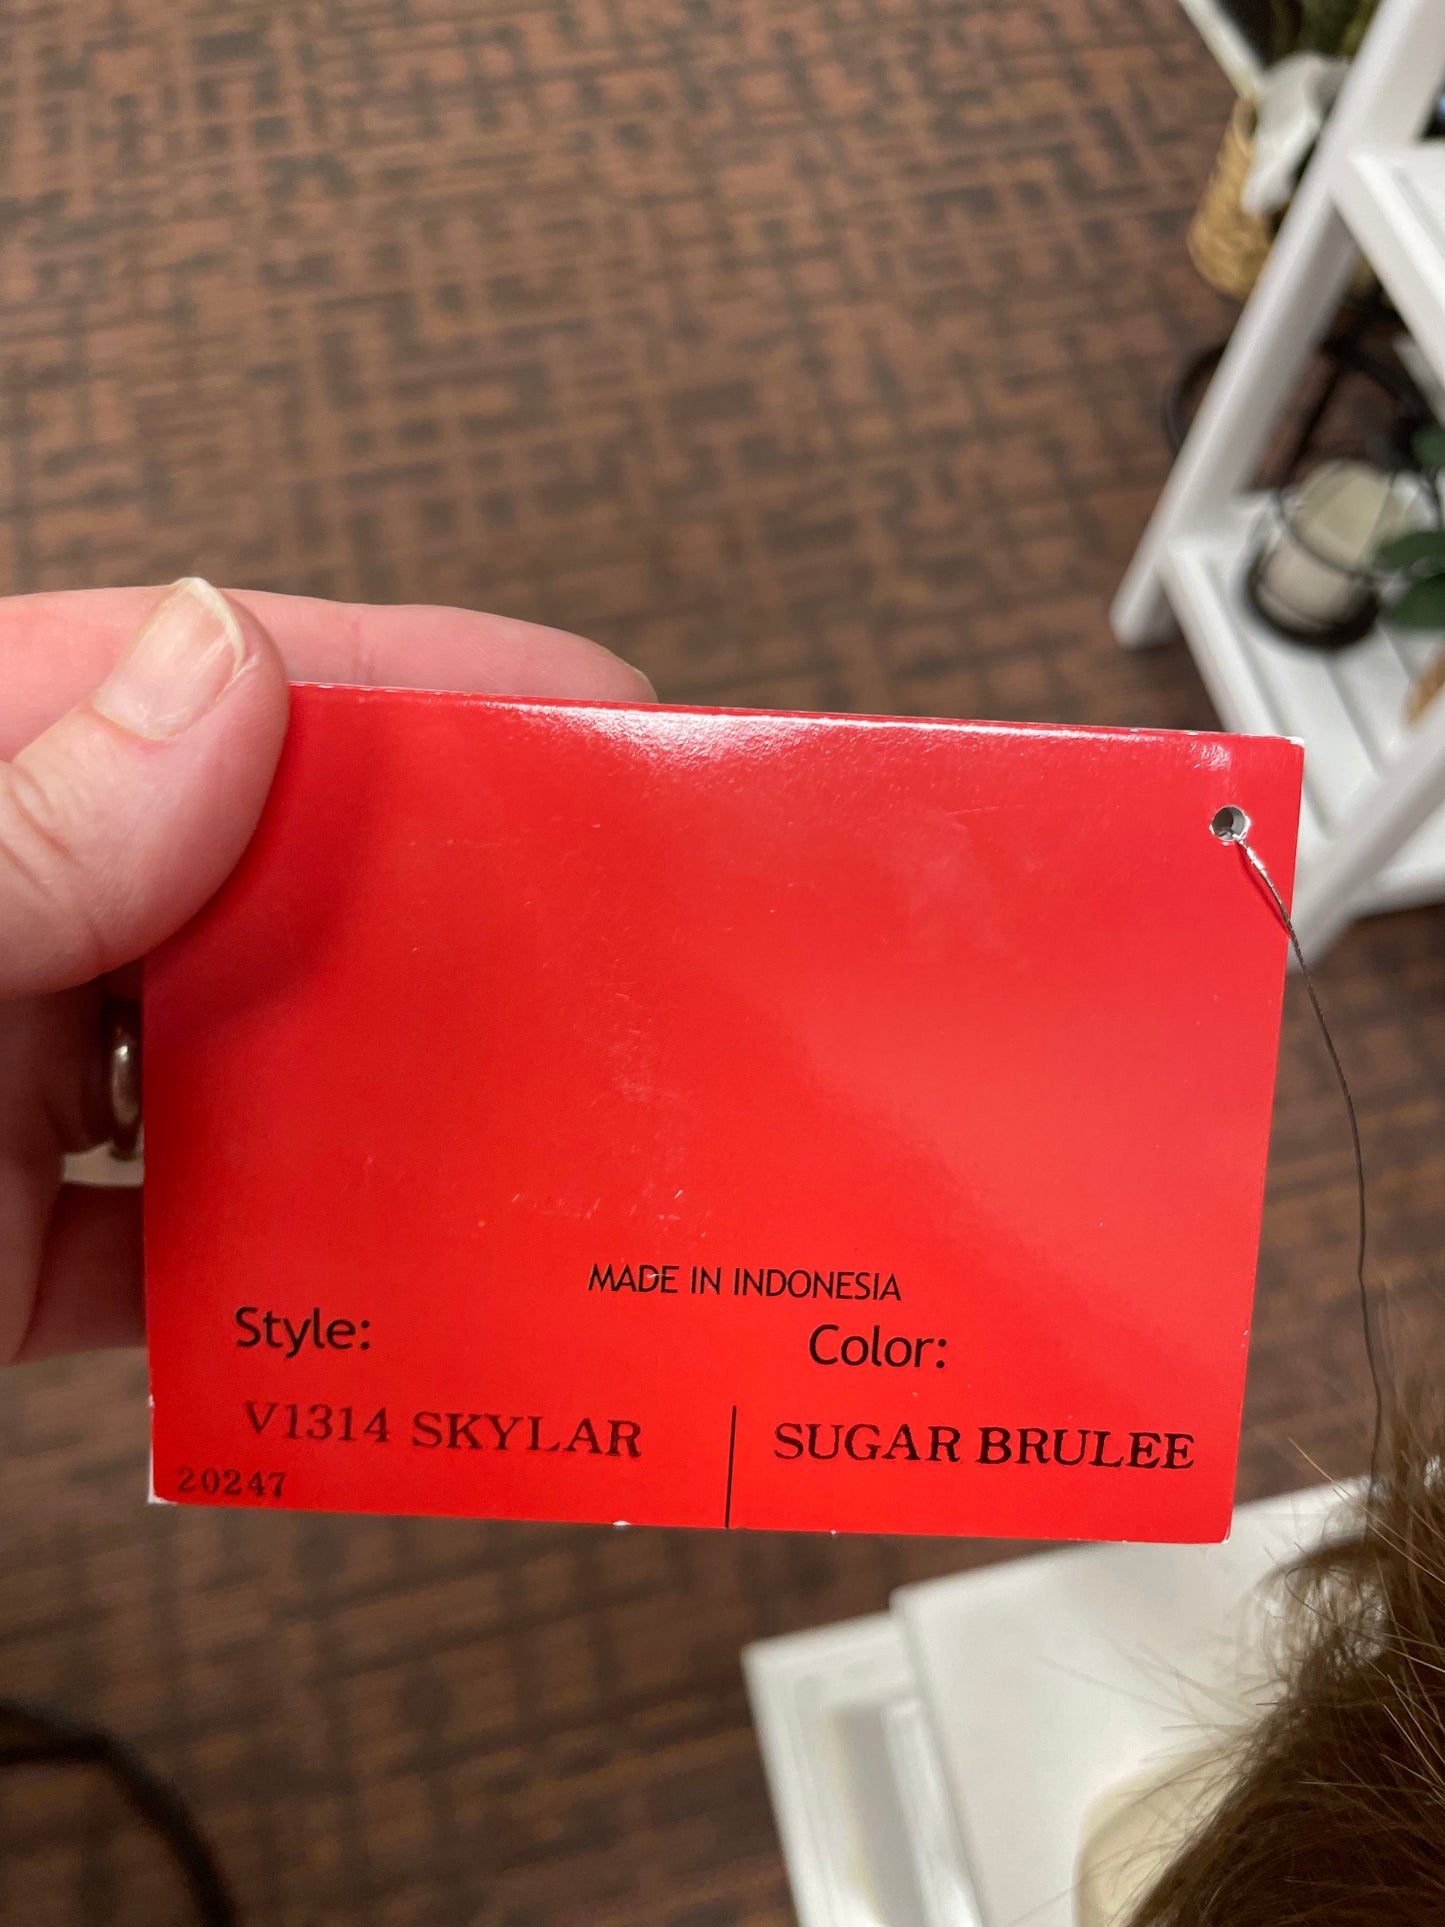 MADE IN INDONESIA
Style:
Color:
V1314 SKYLAR
SUGAR BRULEE
20247